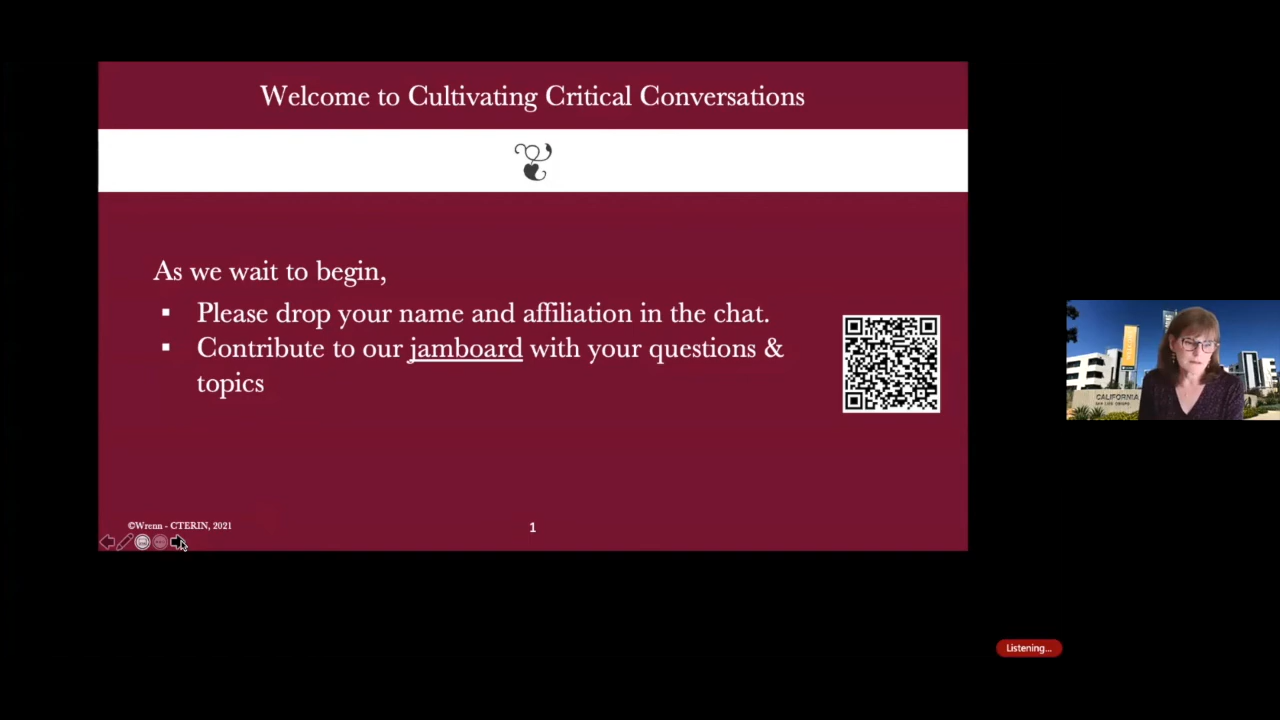 Welcome to Cultivating Critical Conversations
As we wait to begin,
▪ Please drop your name and affiliation in the chat.
▪ Contribute to our jamboard with your questions &
topics
CALIFORNIA
©Wrenn - CTERIN, 2021
1
Listening...